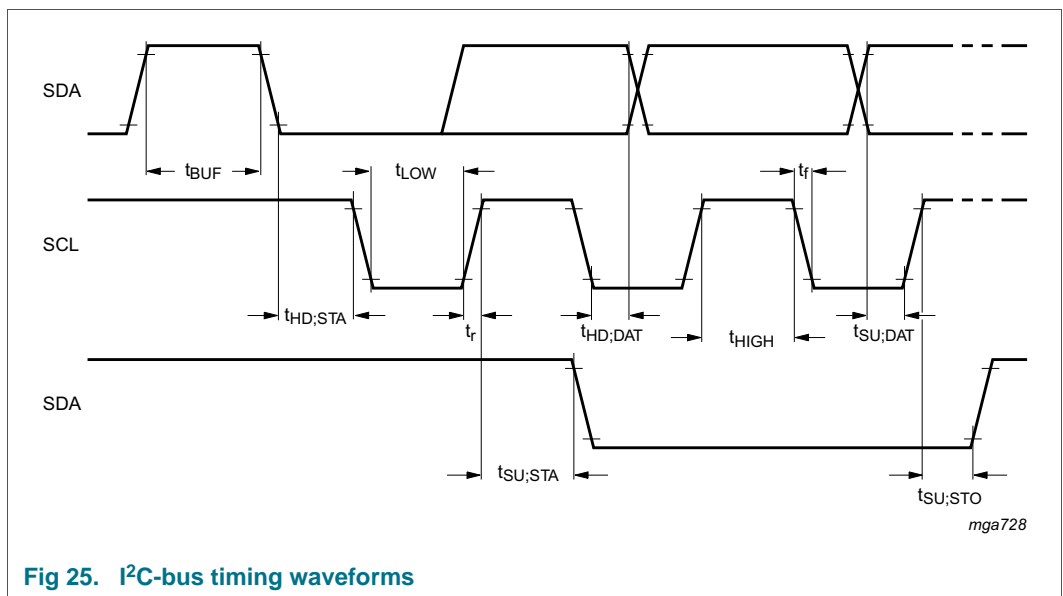 SDA
tBUF
tLOW
tf
SCL
tHD;STA
tr
tHD;DAT
tHIGH
tSU;DAT
SDA
tSU;STA
tSU;STO
mga728
Fig 25. I²C-bus timing waveforms